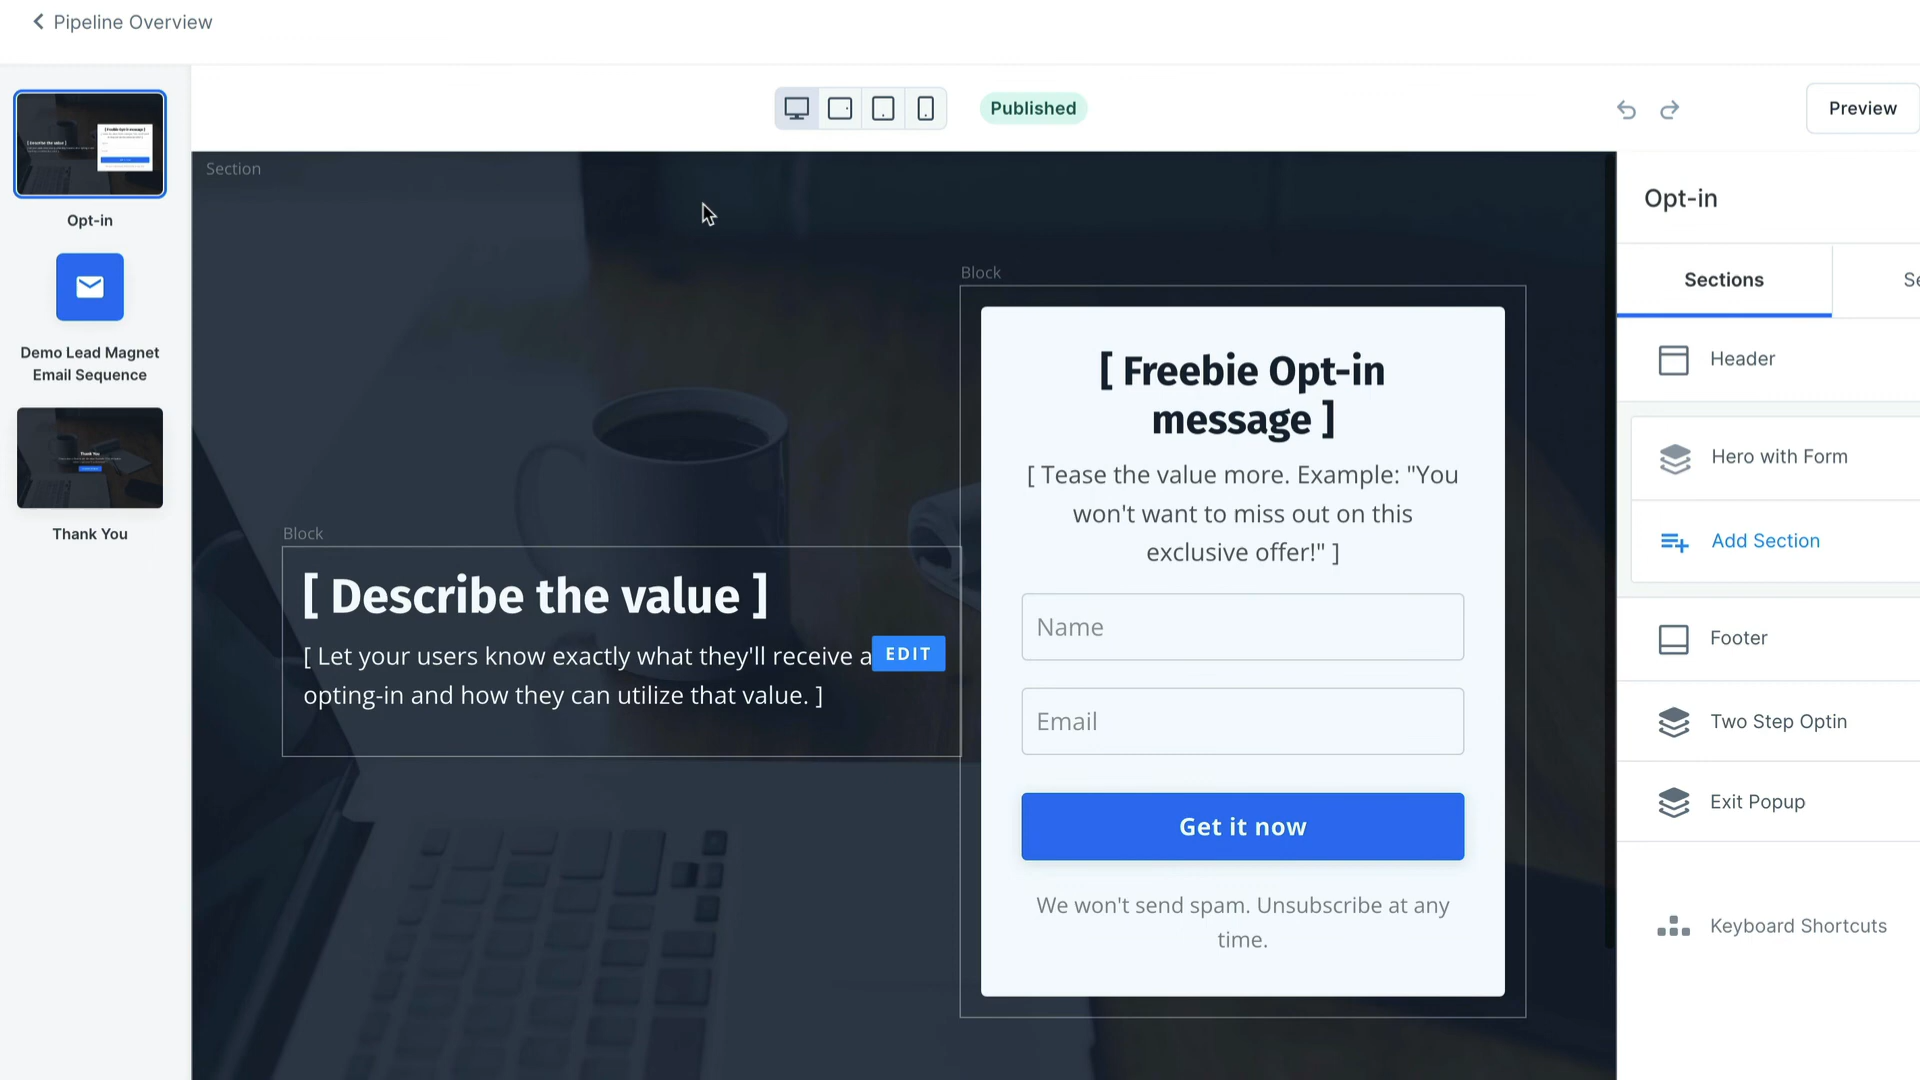 Pipeline Overview
Published
Preview
Opt-in
Demo Lead Magnet
Email Sequence
Thank You
Section
Block
[ Describe the value ]
[ Let your users know exactly what they'll receive a
EDIT
opting-in and how they can utilize that value. ]
Block
[ Freebie Opt-in
message ]
[ Tease the value more. Example: "You
won't want to miss out on this
exclusive offer!" ]
Name
Email
Get it now
We won't send spam. Unsubscribe at any
time.
Opt-in
Sections
Se
Header
Hero with Form
Add Section
Footer
Two Step Optin
Exit Popup
Keyboard Shortcuts